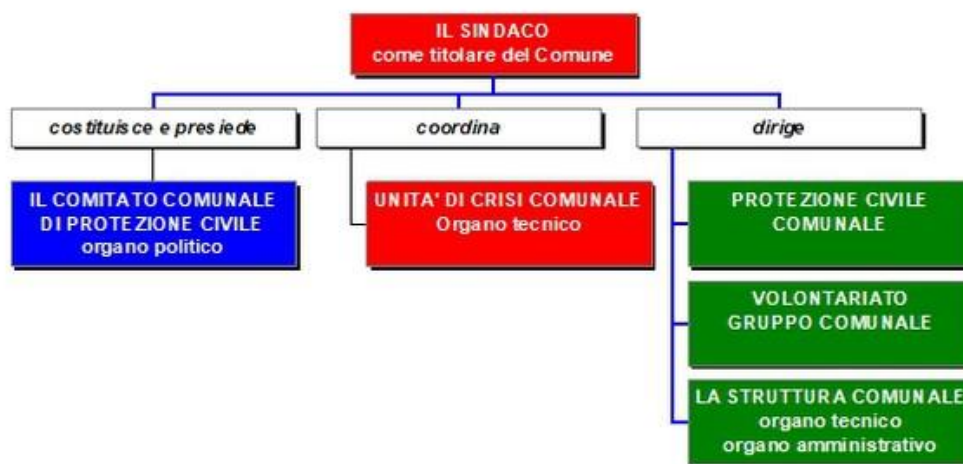 IL SINDACO
come titolare del Comune
costituisce e presiede
coordina
dirige
IL COMITATO COMUNALE
DI PROTEZIONE CIVILE
organo politico
UNITA' DI CRISI COMUNALE
Organo tecnico
PROTEZIONE CIVILE
COMUNALE
VOLONTARIATO
GRUPPO COMUNALE
LA STRUTTURA COMUNALE
organo tecnico
organo amministrativo